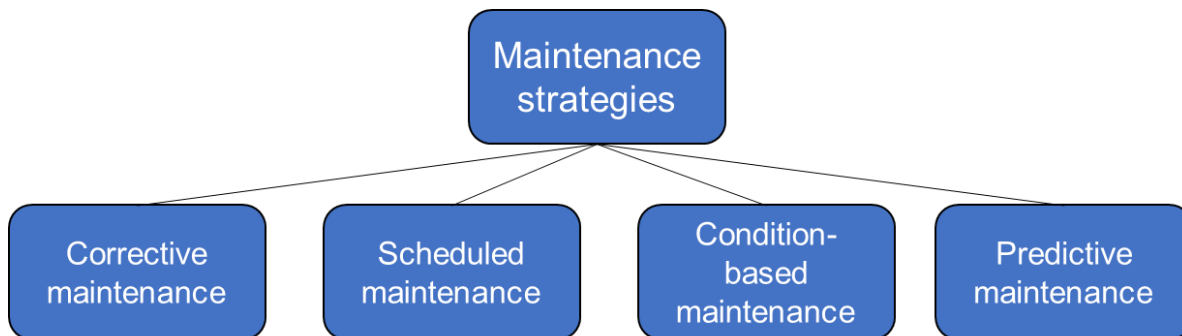 Maintenance
strategies
Corrective
maintenance
Scheduled
maintenance
Condition-
based
maintenance
Predictive
maintenance